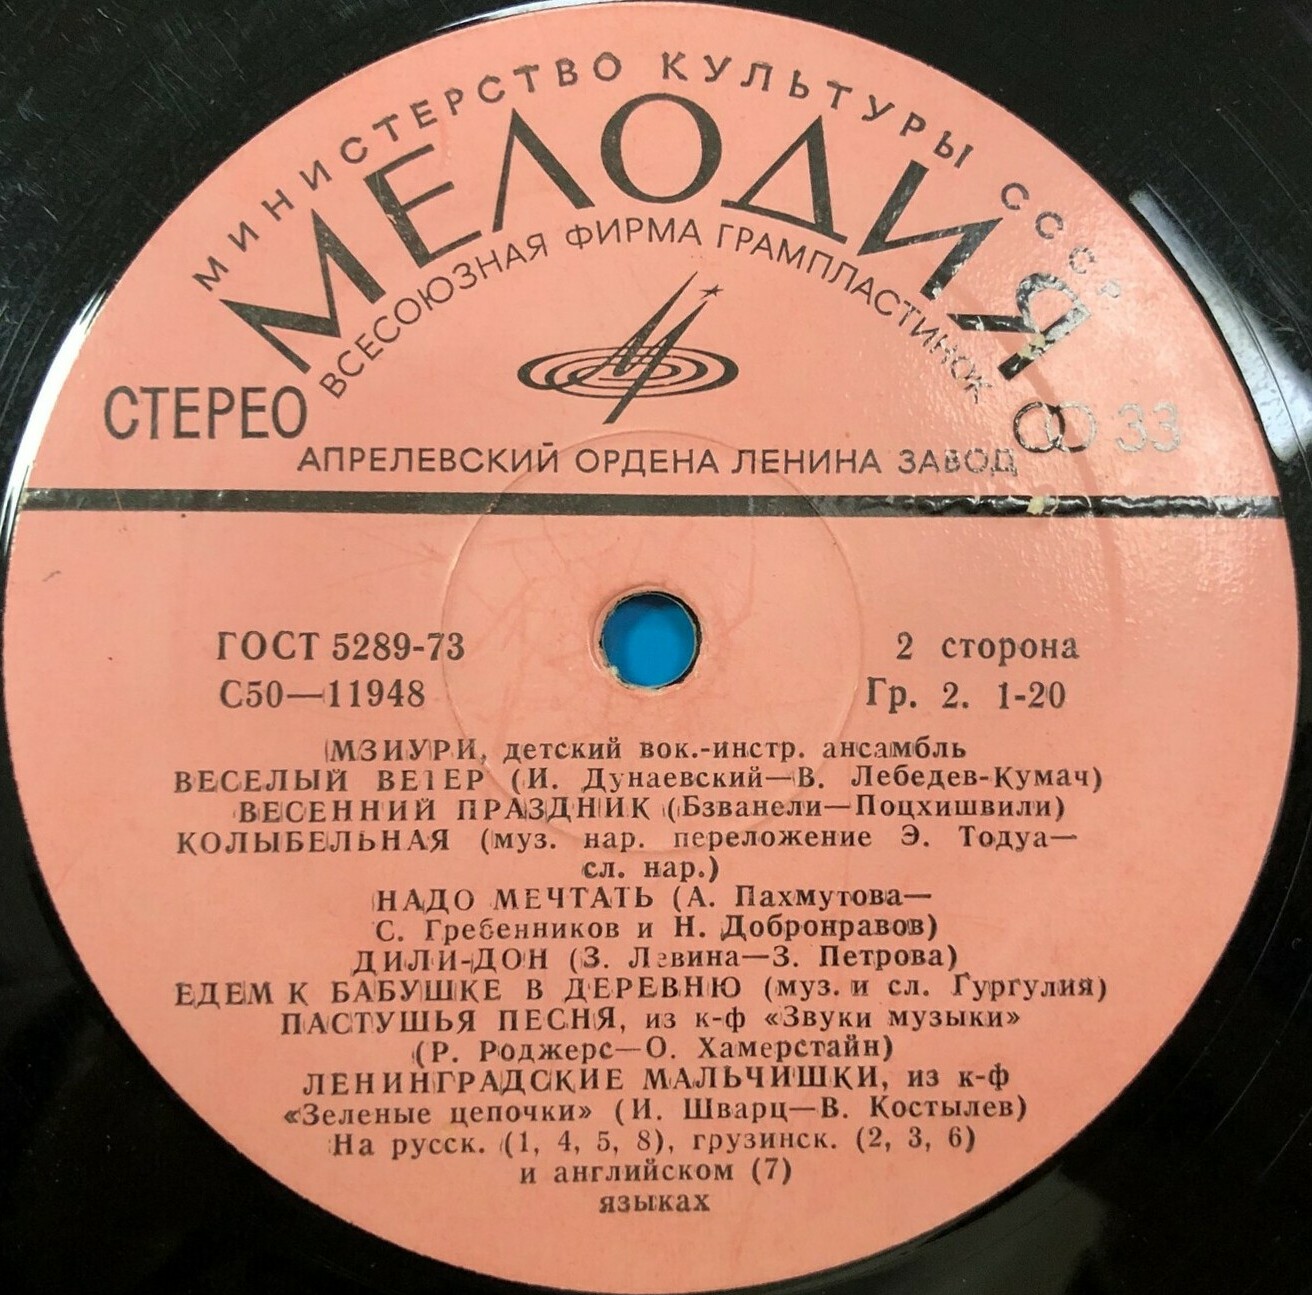 МИНИСТЕРСТВО КУЛЬТУРЫ СССР
МЕЛОДИЯ
ВСЕСОЮЗНАЯ ФИРМА ГРАМПЛАСТИНОК
СТЕРЕО
33
АПРЕЛЕВСКИЙ ОРДЕНА ЛЕНИНА ЗАВОД
ГОСТ 5289-73
2 сторона
С50—11948
Гр. 2. 1-20
МЗИУРИ, детский вок.-инстр. ансамбль
ВЕСЕЛЫЙ ВЕТЕР (И. Дунаевский—В. Лебедев-Кумач)
ВЕСЕННИЙ ПРАЗДНИК (Бзванели—Поцхишвили)
КОЛЫБЕЛЬНАЯ (муз. нар. переложение Э. Тодуа—
сл. нар.)
НАДО МЕЧТАТЬ (А. Пахмутова—
С. Гребенников и Н. Добронравов)
ДИЛИ-ДОН (З. Левина—З. Петрова)
ЕДЕМ К БАБУШКЕ В ДЕРЕВНЮ (муз. и сл. Гургулия)
ПАСТУШЬЯ ПЕСНЯ, из к-ф «Звуки музыки»
(Р. Роджерс—О. Хамерстайн)
ЛЕНИНГРАДСКИЕ МАЛЬЧИШКИ, из к-ф
«Зеленые цепочки» (И. Шварц—В. Костылев)
На русск. (1, 4, 5, 8), грузинск. (2, 3, 6)
и английском (7)
языках